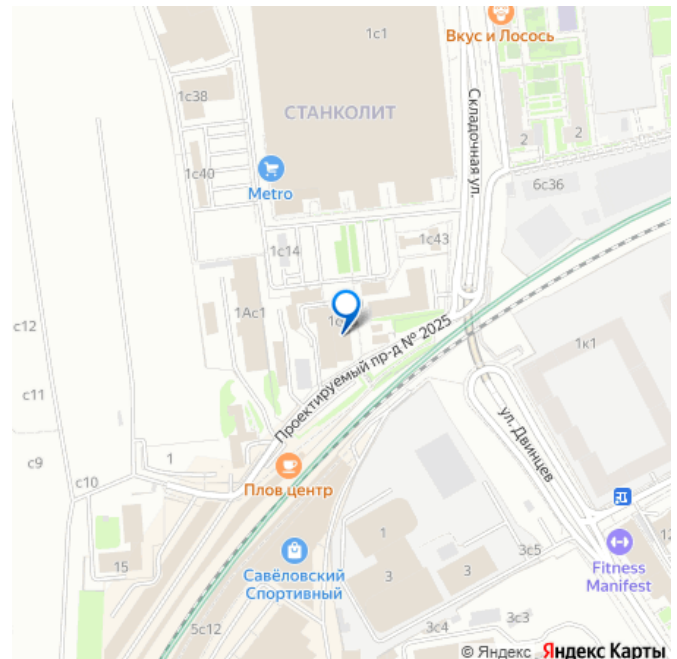 1с1
Вкус и Лосось
1с38
СТАНКОЛИТ
Складочная ул.
2
2
1с40
Metro
6с36
1с14
1с43
1Ас1
с12
1к1
Проектируемый пр-д № 2025
с11
ул. Двинцев
с9
с10
1
Плов центр
1
3с5
Fitness
Manifest
15
3
3
Савёловский
Спортивный
5с12
3с4
3с3
© Яндекс Яндекс Карты